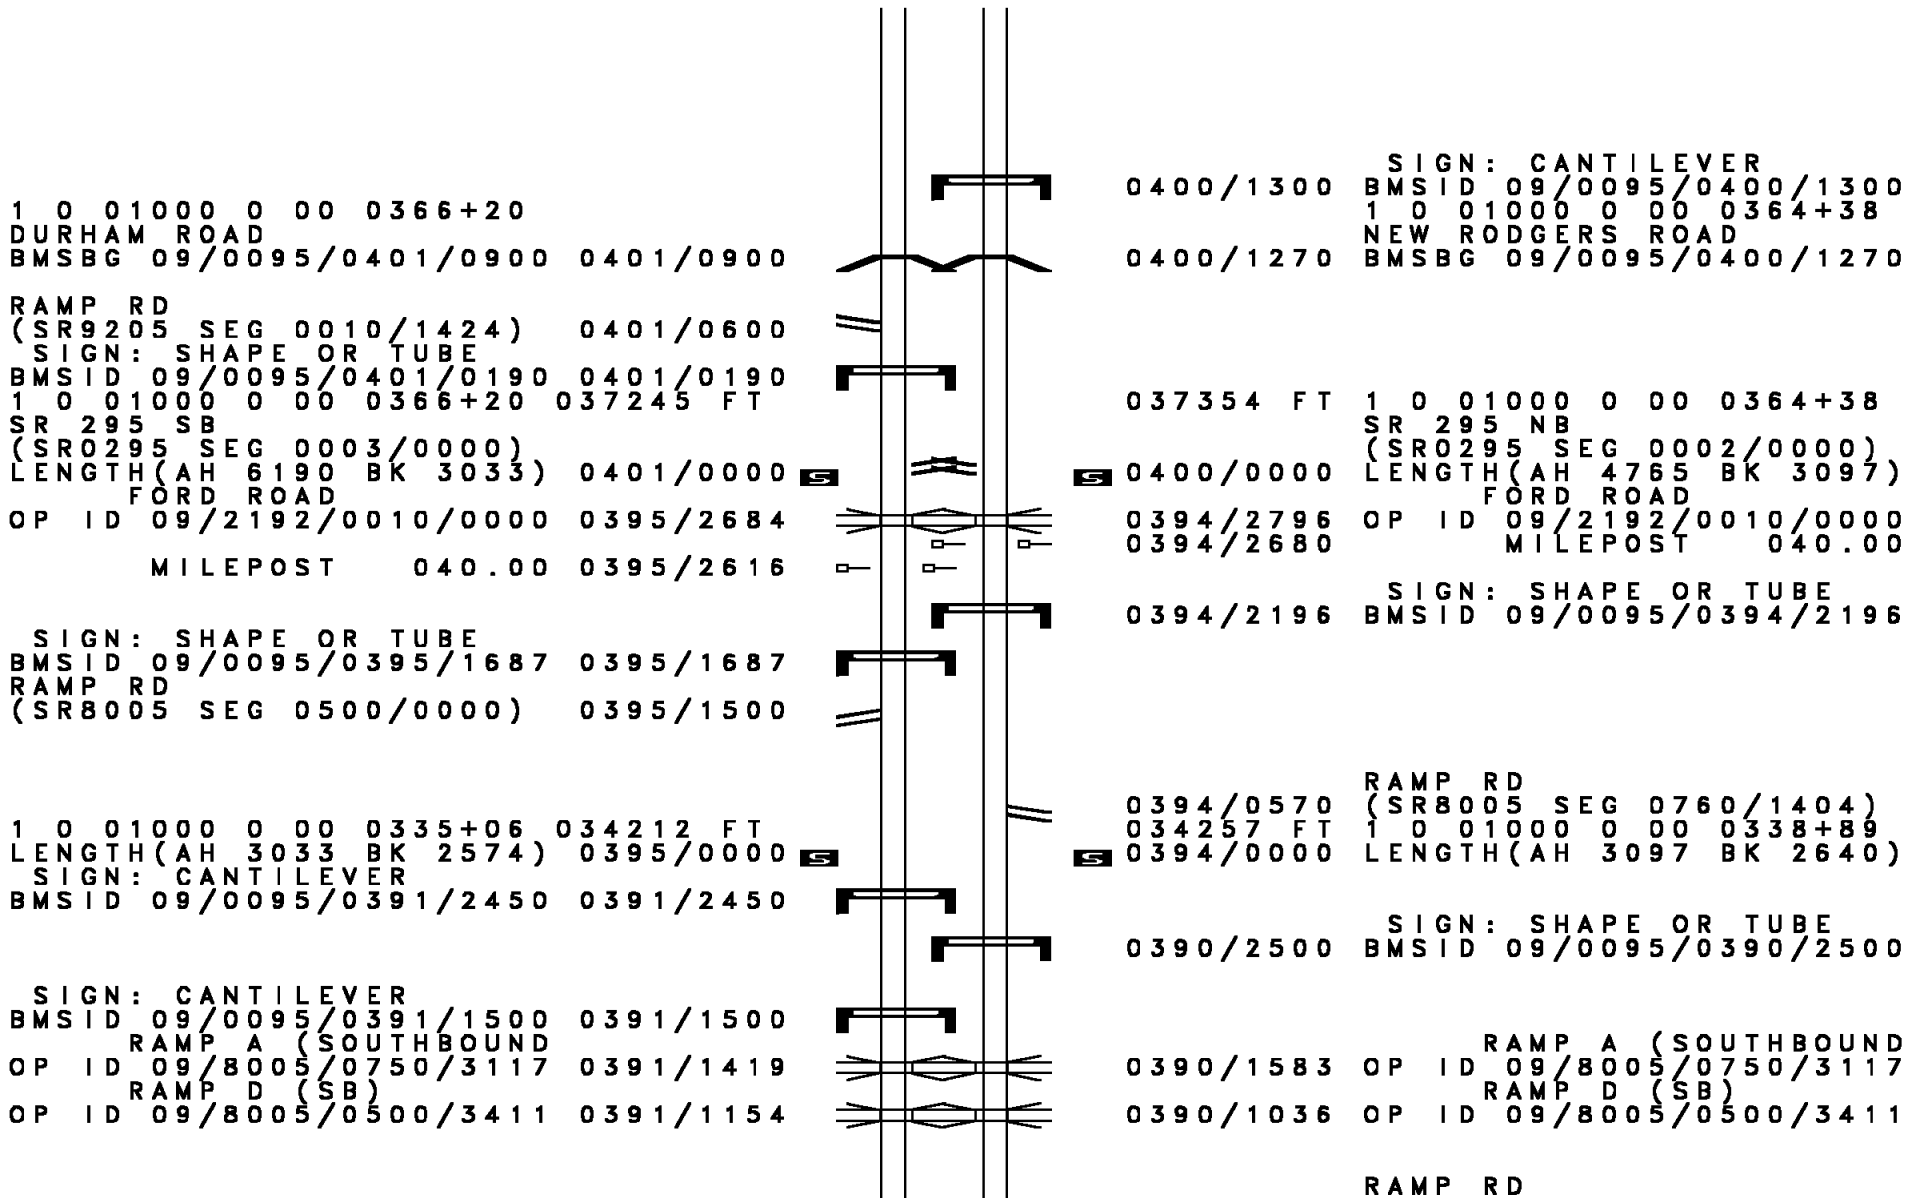 SIGN: CANTILEVER
0400/1300 BMSID 09/0095/0400/1300
1 0 01000 0 00 0366+20 1 0 01000 0 00 0364+38
DURHAM ROAD NEW RODGERS ROAD
BMSBG 09/0095/0401/0900 0401/0900 0400/1270 BMSBG 09/0095/0400/1270
RAMP RD
(SR9205 SEG 0010/1424) 0401/0600
SIGN: SHAPE OR TUBE
BMSID 09/0095/0401/0190 0401/0190
1 0 01000 0 00 0366+20 037245 FT 037354 FT 1 0 01000 0 00 0364+38
SR 295 SB SR 295 NB
(SR0295 SEG 0003/0000) (SR0295 SEG 0002/0000)
LENGTH(AH 6190 BK 3033) 0401/0000 S S 0400/0000 LENGTH(AH 4765 BK 3097)
FORD ROAD FORD ROAD
OP ID 09/2192/0010/0000 0395/2684 0394/2796 OP ID 09/2192/0010/0000
0394/2680 MILEPOST 040.00
MILEPOST 040.00 0395/2616
SIGN: SHAPE OR TUBE
0394/2196 BMSID 09/0095/0394/2196
SIGN: SHAPE OR TUBE
BMSID 09/0095/0395/1687 0395/1687
RAMP RD
(SR8005 SEG 0500/0000) 0395/1500
RAMP RD
0394/0570 (SR8005 SEG 0760/1404)
1 0 01000 0 00 0335+06 034212 FT 034257 FT 1 0 01000 0 00 0338+89
LENGTH(AH 3033 BK 2574) 0395/0000 S S 0394/0000 LENGTH(AH 3097 BK 2640)
SIGN: CANTILEVER
BMSID 09/0095/0391/2450 0391/2450
SIGN: SHAPE OR TUBE
0390/2500 BMSID 09/0095/0390/2500
SIGN: CANTILEVER
BMSID 09/0095/0391/1500 0391/1500
RAMP A (SOUTHBOUND RAMP A (SOUTHBOUND
OP ID 09/8005/0750/3117 0391/1419 0390/1583 OP ID 09/8005/0750/3117
RAMP D (SB) RAMP D (SB)
OP ID 09/8005/0500/3411 0391/1154 0390/1036 OP ID 09/8005/0500/3411
RAMP RD